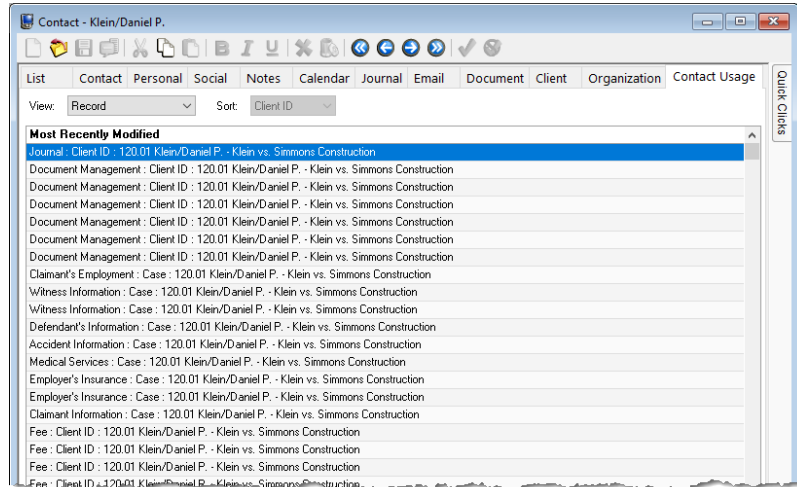 Contact - Klein/Daniel P.
B I U
List Contact Personal Social Notes Calendar Journal Email Document Client Organization Contact Usage
Quick Clicks
View: Record Sort: Client ID
Most Recently Modified
Journal : Client ID : 120.01 Klein/Daniel P. - Klein vs. Simmons Construction
Document Management : Client ID : 120.01 Klein/Daniel P. - Klein vs. Simmons Construction
Document Management : Client ID : 120.01 Klein/Daniel P. - Klein vs. Simmons Construction
Document Management : Client ID : 120.01 Klein/Daniel P. - Klein vs. Simmons Construction
Document Management : Client ID : 120.01 Klein/Daniel P. - Klein vs. Simmons Construction
Document Management : Client ID : 120.01 Klein/Daniel P. - Klein vs. Simmons Construction
Document Management : Client ID : 120.01 Klein/Daniel P. - Klein vs. Simmons Construction
Claimant's Employment : Case : 120.01 Klein/Daniel P. - Klein vs. Simmons Construction
Witness Information : Case : 120.01 Klein/Daniel P. - Klein vs. Simmons Construction
Witness Information : Case : 120.01 Klein/Daniel P. - Klein vs. Simmons Construction
Defendant's Information : Case : 120.01 Klein/Daniel P. - Klein vs. Simmons Construction
Accident Information : Case : 120.01 Klein/Daniel P. - Klein vs. Simmons Construction
Medical Services : Case : 120.01 Klein/Daniel P. - Klein vs. Simmons Construction
Employer's Insurance : Case : 120.01 Klein/Daniel P. - Klein vs. Simmons Construction
Employer's Insurance : Case : 120.01 Klein/Daniel P. - Klein vs. Simmons Construction
Claimant Information : Case : 120.01 Klein/Daniel P. - Klein vs. Simmons Construction
Fee : Client ID : 120.01 Klein/Daniel P. - Klein vs. Simmons Construction
Fee : Client ID : 120.01 Klein/Daniel P. - Klein vs. Simmons Construction
Fee : Client ID : 120.01 Klein/Daniel P. - Klein vs. Simmons Construction
Fee : Client ID : 120.01 Klein/Daniel P. - Klein vs. Simmons Construction